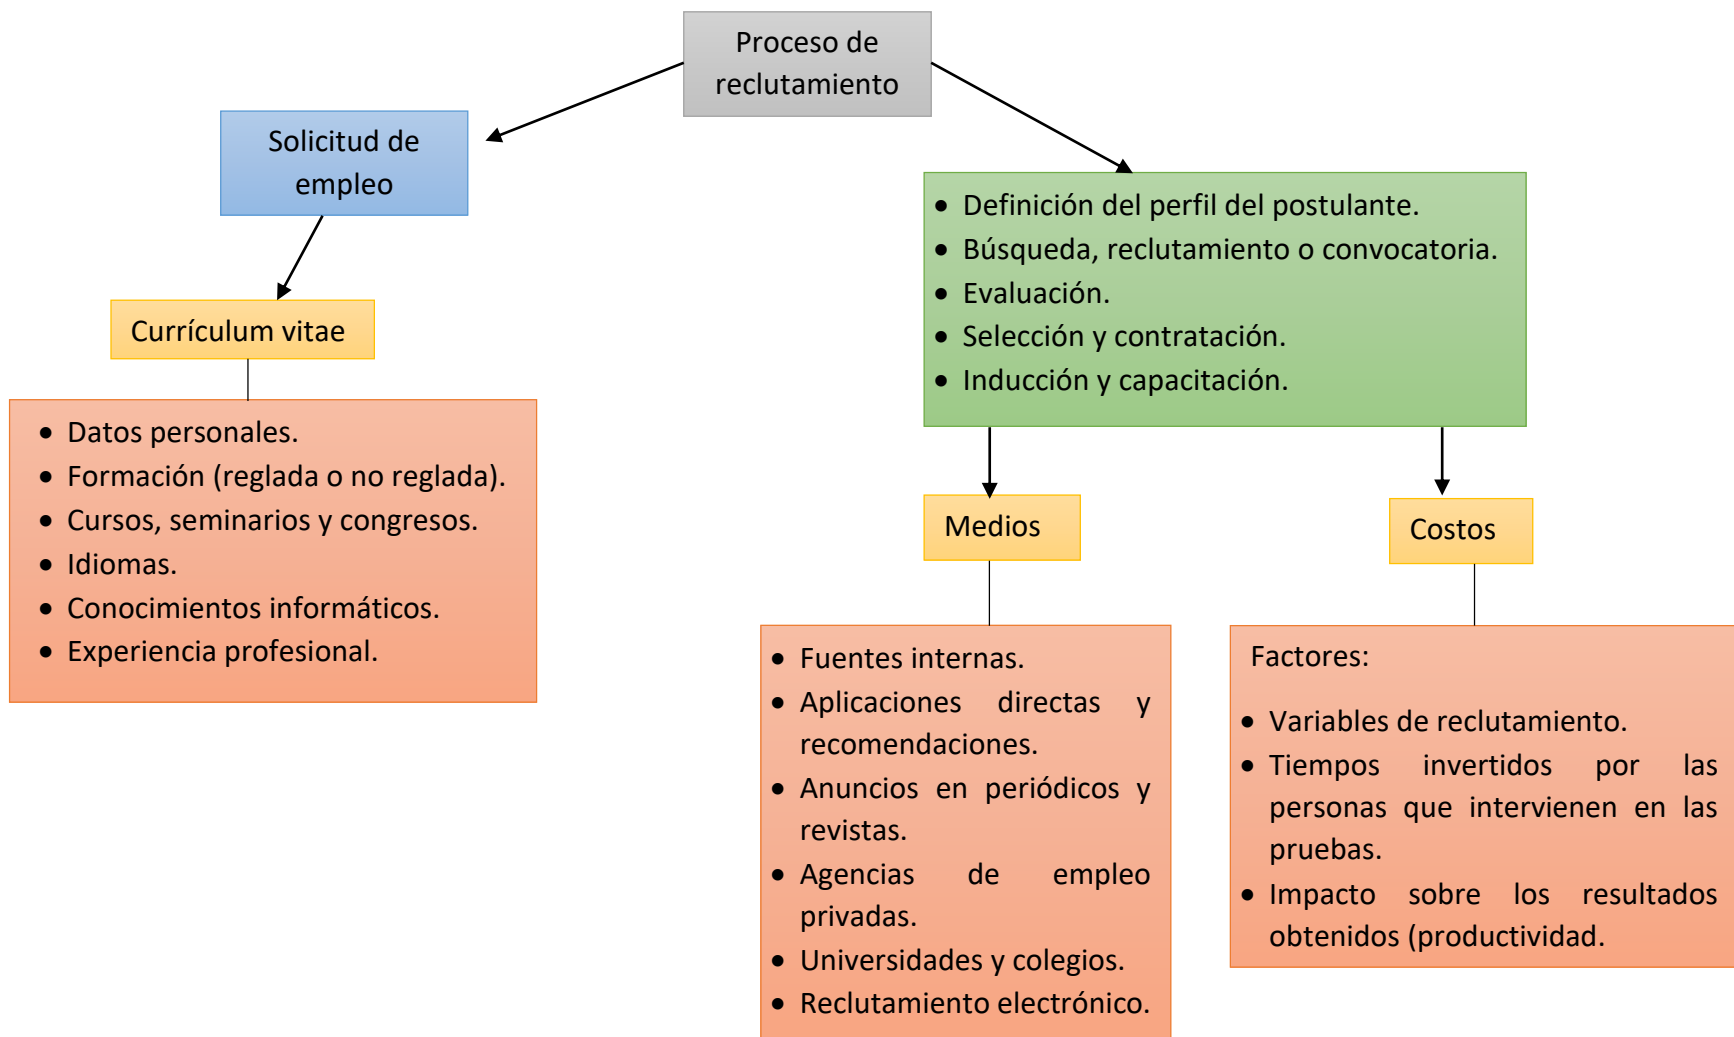 Proceso de
reclutamiento
Solicitud de
empleo
Currículum vitae
• Datos personales.
• Formación (reglada o no reglada).
• Cursos, seminarios y congresos.
• Idiomas.
• Conocimientos informáticos.
• Experiencia profesional.
• Definición del perfil del postulante.
• Búsqueda, reclutamiento o convocatoria.
• Evaluación.
• Selección y contratación.
• Inducción y capacitación.
Medios
• Fuentes internas.
• Aplicaciones directas y
recomendaciones.
• Anuncios en periódicos y
revistas.
• Agencias de empleo
privadas.
• Universidades y colegios.
• Reclutamiento electrónico.
Costos
Factores:
• Variables de reclutamiento.
• Tiempos invertidos por las
personas que intervienen en las
pruebas.
• Impacto sobre los resultados
obtenidos (productividad.